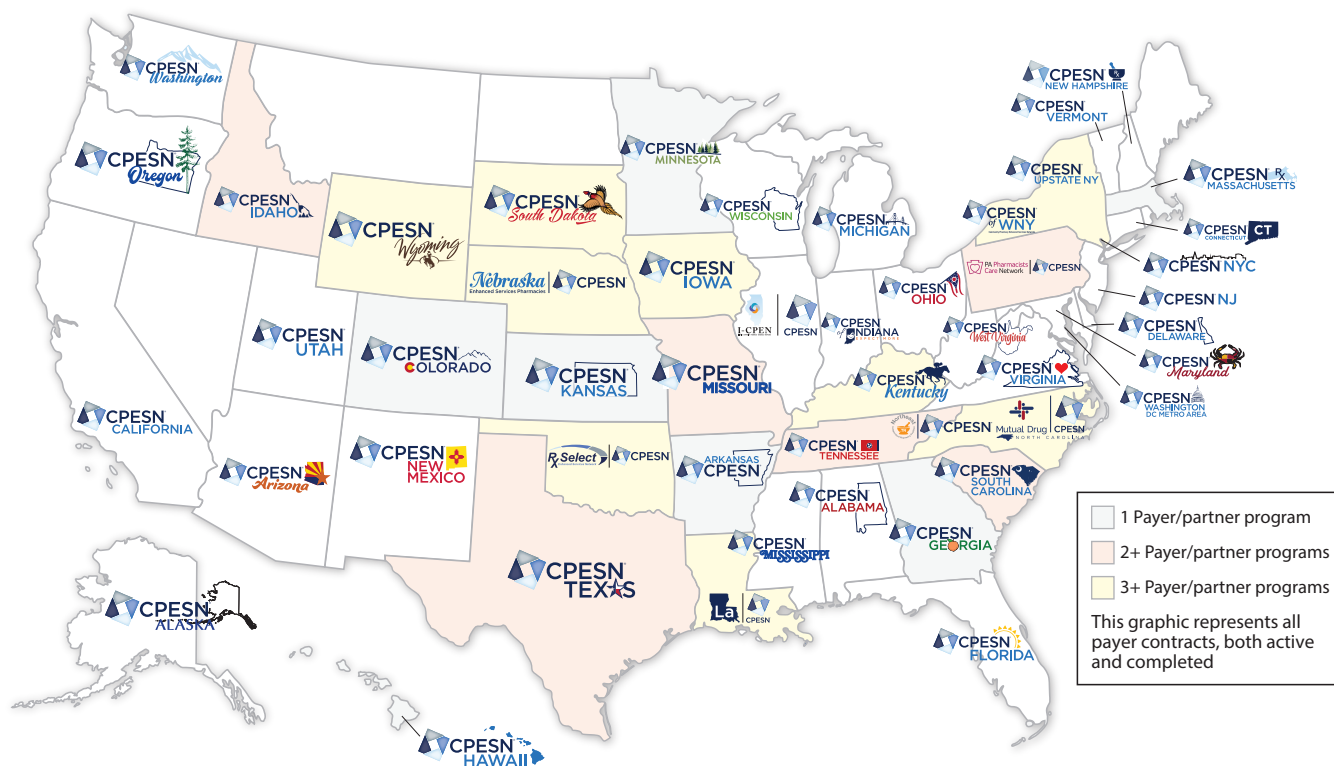 CPESN
Washington
CPESN
Oregon
CPESN
IDAHO
CPESN
Wyoming
CPESN
South Dakota
CPESN
MINNESOTA
CPESN
WISCONSIN
CPESN
MICHIGAN
CPESN
NEW HAMPSHIRE
CPESN
VERMONT
CPESN
UPSTATE NY
CPESN
of WNY
CPESN Rx
MASSACHUSETTS
CPESN CT
CONNECTICUT
CPESN NYC
CPESN NJ
CPESN
DELAWARE
CPESN
Maryland
CPESN
WASHINGTON
DC METRO AREA
Nebraska
Enhanced Services Pharmacies
CPESN
CPESN
IOWA
I-CPEN
CPESN
CPESN
of INDIANA
CPESN
OHIO
PA Pharmacists
Care Network
CPESN
CPESN
West Virginia
CPESN
VIRGINIA
CPESN
UTAH
CPESN
COLORADO
CPESN
KANSAS
CPESN
MISSOURI
CPESN
Kentucky
CPESN
CALIFORNIA
CPESN
Arizona
CPESN
NEW
MEXICO
Rx Select
CPESN
ARKANSAS
CPESN
CPESN
TENNESSEE
Northeast
CPESN
Mutual Drug
NORTH CAROLINA
CPESN
CPESN
SOUTH
CAROLINA
CPESN
TEXAS
La
CPESN
CPESN
MISSISSIPPI
CPESN
ALABAMA
CPESN
GEORGIA
CPESN
FLORIDA
CPESN
ALASKA
CPESN
HAWAII
1 Payer/partner program
2+ Payer/partner programs
3+ Payer/partner programs
This graphic represents all
payer contracts, both active
and completed